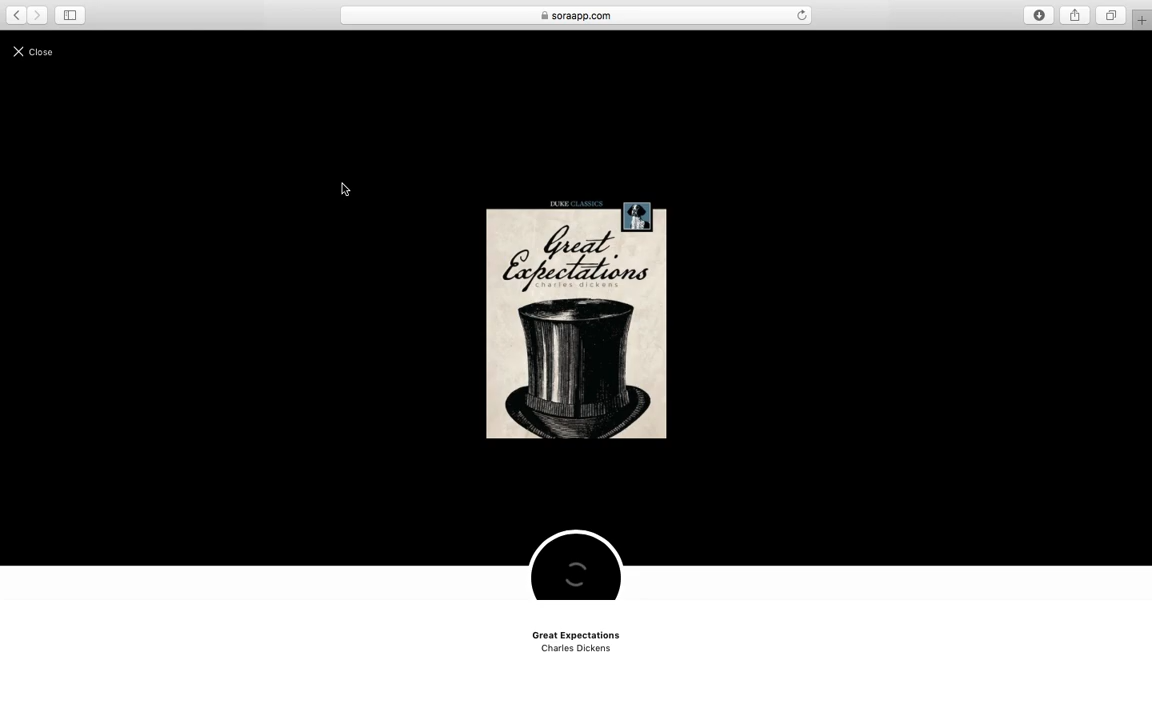 soraapp.com
Close
DUKE CLASSICS
Great
Expectations
charles dickens
Great Expectations
Charles Dickens